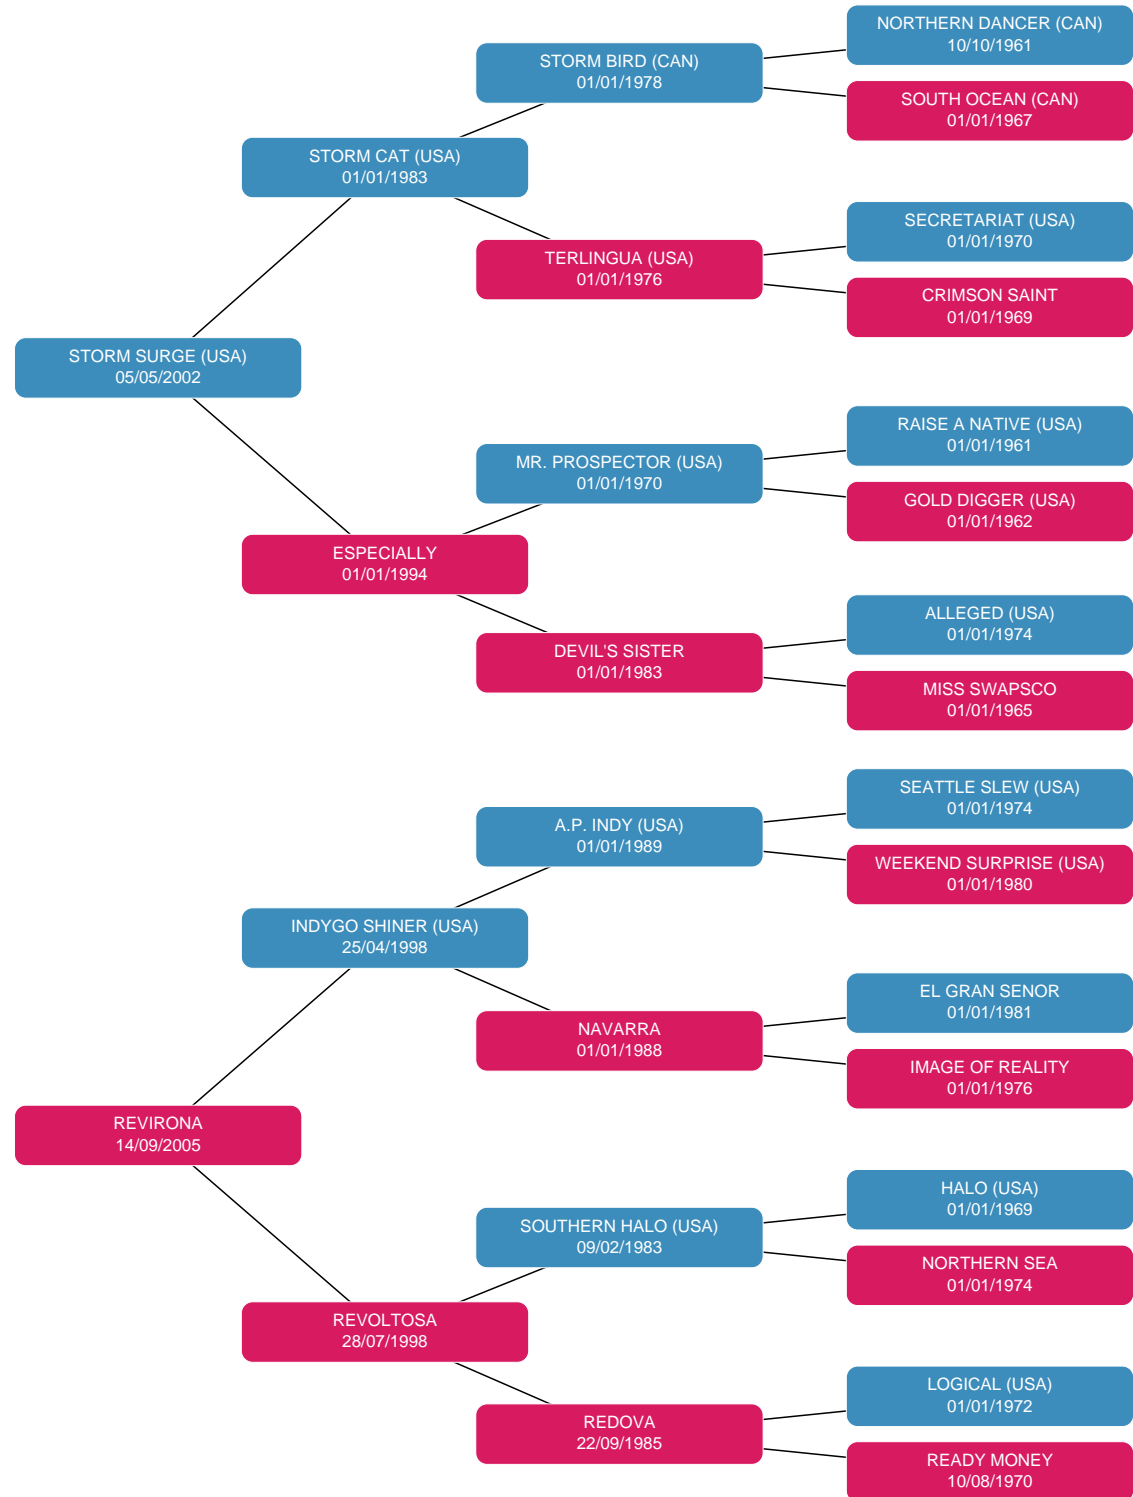 NORTHERN DANCER (CAN)
10/10/1961
STORM BIRD (CAN)
01/01/1978
SOUTH OCEAN (CAN)
01/01/1967
STORM CAT (USA)
01/01/1983
SECRETARIAT (USA)
01/01/1970
TERLINGUA (USA)
01/01/1976
CRIMSON SAINT
01/01/1969
STORM SURGE (USA)
05/05/2002
RAISE A NATIVE (USA)
01/01/1961
MR. PROSPECTOR (USA)
01/01/1970
GOLD DIGGER (USA)
01/01/1962
ESPECIALLY
01/01/1994
ALLEGED (USA)
01/01/1974
DEVIL'S SISTER
01/01/1983
MISS SWAPSCO
01/01/1965
SEATTLE SLEW (USA)
01/01/1974
A.P. INDY (USA)
01/01/1989
WEEKEND SURPRISE (USA)
01/01/1980
INDYGO SHINER (USA)
25/04/1998
EL GRAN SENOR
01/01/1981
NAVARRA
01/01/1988
IMAGE OF REALITY
01/01/1976
REVIRONA
14/09/2005
HALO (USA)
01/01/1969
SOUTHERN HALO (USA)
09/02/1983
NORTHERN SEA
01/01/1974
REVOLTOSA
28/07/1998
LOGICAL (USA)
01/01/1972
REDOVA
22/09/1985
READY MONEY
10/08/1970